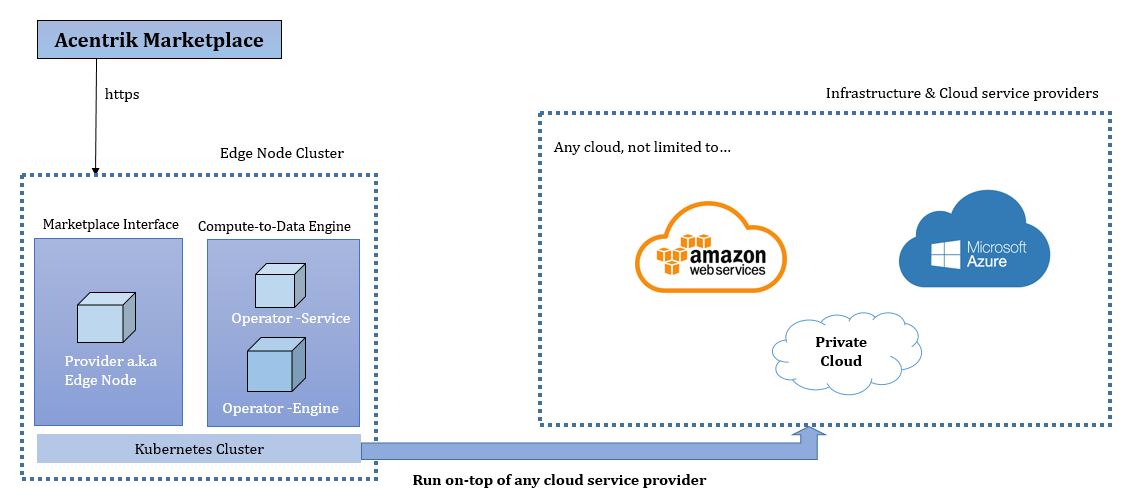 Acentrik Marketplace
https
Infrastructure & Cloud service providers
Edge Node Cluster
Any cloud, not limited to...
Marketplace Interface
Compute-to-Data Engine
amazon
web services
Microsoft
Azure
Operator -Service
Provider a.k.a
Edge Node
Private
Cloud
Operator -Engine
Kubernetes Cluster
Run on-top of any cloud service provider